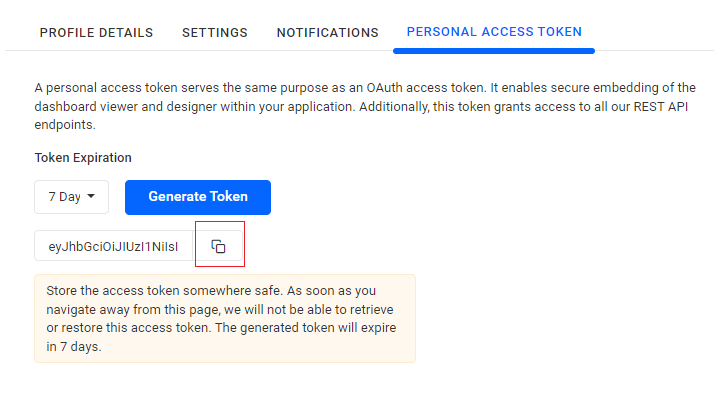 PROFILE DETAILS SETTINGS NOTIFICATIONS PERSONAL ACCESS TOKEN
A personal access token serves the same purpose as an OAuth access token. It enables secure embedding of the
dashboard viewer and designer within your application. Additionally, this token grants access to all our REST API
endpoints.
Token Expiration
7 Day Generate Token
eyJhbGciOiJIUzI1NiIsI
Store the access token somewhere safe. As soon as you
navigate away from this page, we will not be able to retrieve
or restore this access token. The generated token will expire
in 7 days.